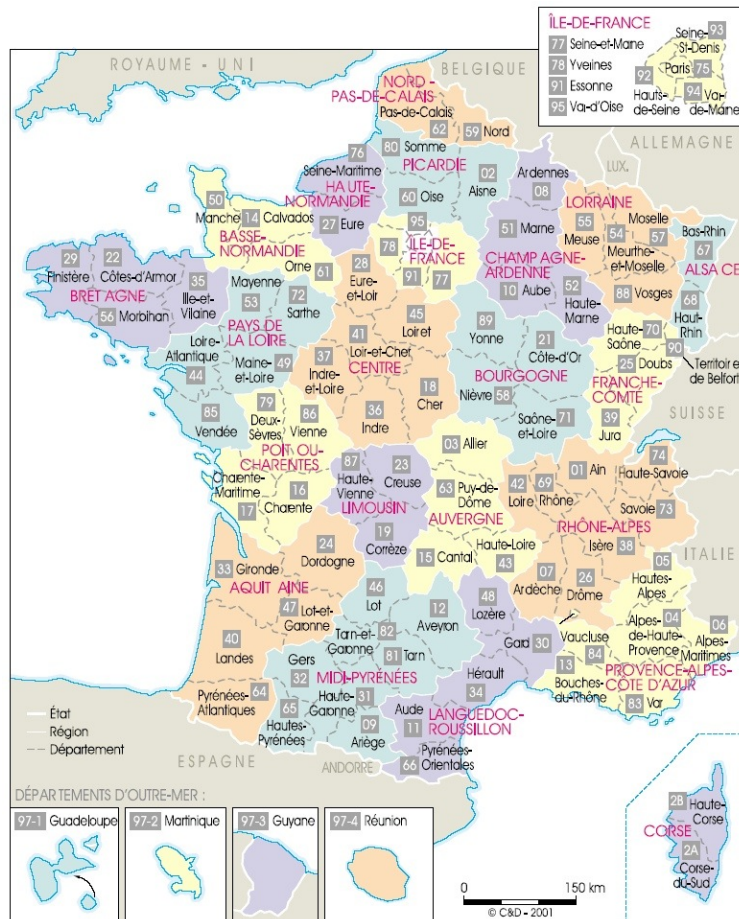 ROYAUME - UNI
BELGIQUE
LUX.
ALLEMAGNE
SUISSE
ITALIE
ESPAGNE
ANDORRE
ÎLE-DE-FRANCE
77 Seine-et-Marne
78 Yvelines
91 Essonne
95 Val-d'Oise
Seine- 93
St-Denis
Paris 75
92
Hauts-
de-Seine
94 Val-
de-Marne
NORD -
PAS-DE-CALAIS
Pas-de-Calais
62
59 Nord
80 Somme
PICARDIE
60 Oise
02
Aisne
76
Seine-Maritime
HAUTE-
NORMANDIE
27 Eure
50
Manche
14 Calvados
BASSE-
NORMANDIE
Orne 61
95
78
ÎLE-
DE-FRANCE
91
77
Ardennes
08
51 Marne
CHAMPAGNE-
ARDENNE
10 Aube
52
Haute-
Marne
LORRAINE
55
Meuse
54
Meurthe-
et-Moselle
Moselle
57
88 Vosges
Bas-Rhin
67
ALSACE
68
Haut-
Rhin
29
Finistère
22
Côtes-d'Armor
BRETAGNE
35
Ille-et-
Vilaine
56 Morbihan
Mayenne
53
72
Sarthe
PAYS DE
LA LOIRE
Loire-
Atlantique
44
Maine-
et-Loire 49
85
Vendée
28
Eure-
et-Loir
45
Loiret
41
Loir-et-Cher
37
Indre-
et-Loire
CENTRE
18
Cher
36
Indre
89
Yonne
21
Côte-d'Or
BOURGOGNE
Nièvre 58
Saône-
et-Loire 71
Haute- 70
Saône
90
Territoire
de Belfort
25 Doubs
FRANCHE-
COMTÉ
39
Jura
79
Deux-
Sèvres
86
Vienne
POITOU-
CHARENTES
Charente-
Maritime
17
16
Charente
87
Haute-
Vienne
23
Creuse
LIMOUSIN
19
Corrèze
03 Allier
63 Puy-de-
Dôme
AUVERGNE
15 Cantal
Haute-Loire
43
42
Loire
69
Rhône
01 Ain
74
Haute-Savoie
Savoie 73
RHÔNE-ALPES
Isère 38
07
Ardèche
26
Drôme
33 Gironde
24
Dordogne
AQUITAINE
47 Lot-et-
Garonne
40
Landes
Pyrénées- 64
Atlantiques
46
Lot
12
Aveyron
Tarn-et- 82
Garonne
81 Tarn
Gers
32
MIDI-PYRÉNÉES
Haute- 31
Garonne
65
Hautes-
Pyrénées
09
Ariège
48
Lozère
Gard 30
Hérault
34
Aude
11
LANGUEDOC-
ROUSSILLON
Pyrénées-
66 Orientales
05
Hautes-
Alpes
04
Alpes-
de-Haute-
Provence
06
Alpes-
Maritimes
Vaucluse
84
13
Bouches-
du-Rhône
PROVENCE-ALPES-
CÔTE D'AZUR
83 Var
2B
Haute-
Corse
CORSE
2A
Corse-
du-Sud
État
Région
Département
DÉPARTEMENTS D'OUTRE-MER :
97-1 Guadeloupe
97-2 Martinique
97-3 Guyane
97-4 Réunion
0 150 km
© C&D - 2001